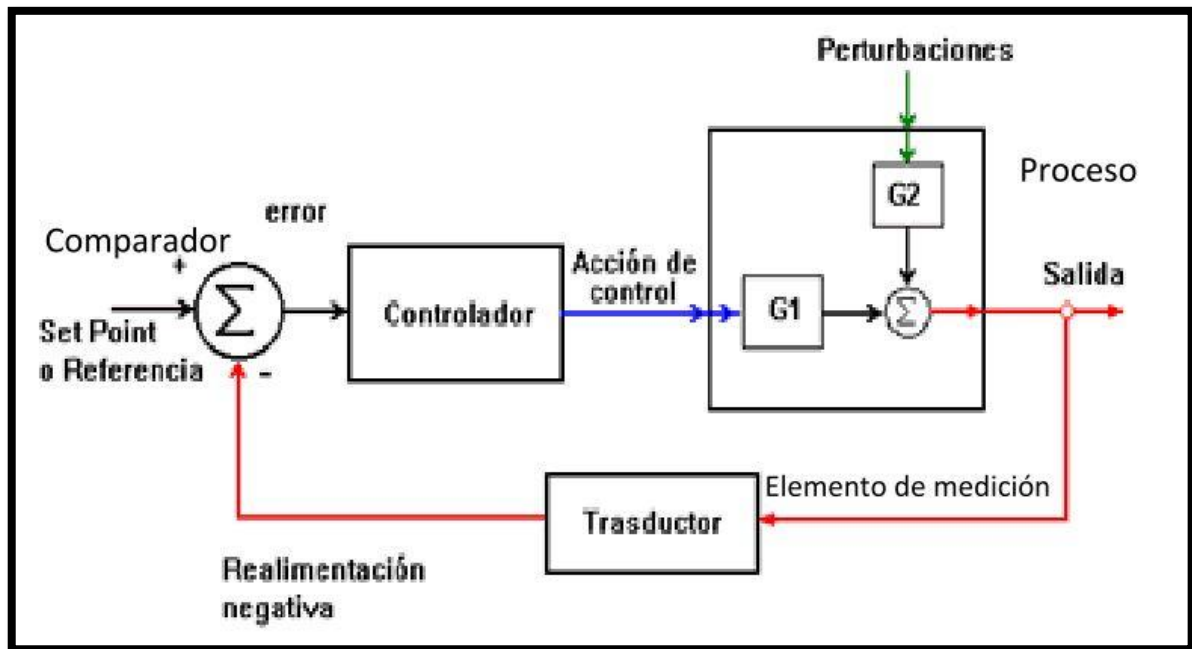 Perturbaciones
G2
Proceso
error
Comparador
+
Σ
Set Point
o Referencia
-
Controlador
Acción de
control
G1
Σ
Salida
Elemento de medición
Trasductor
Realimentación
negativa